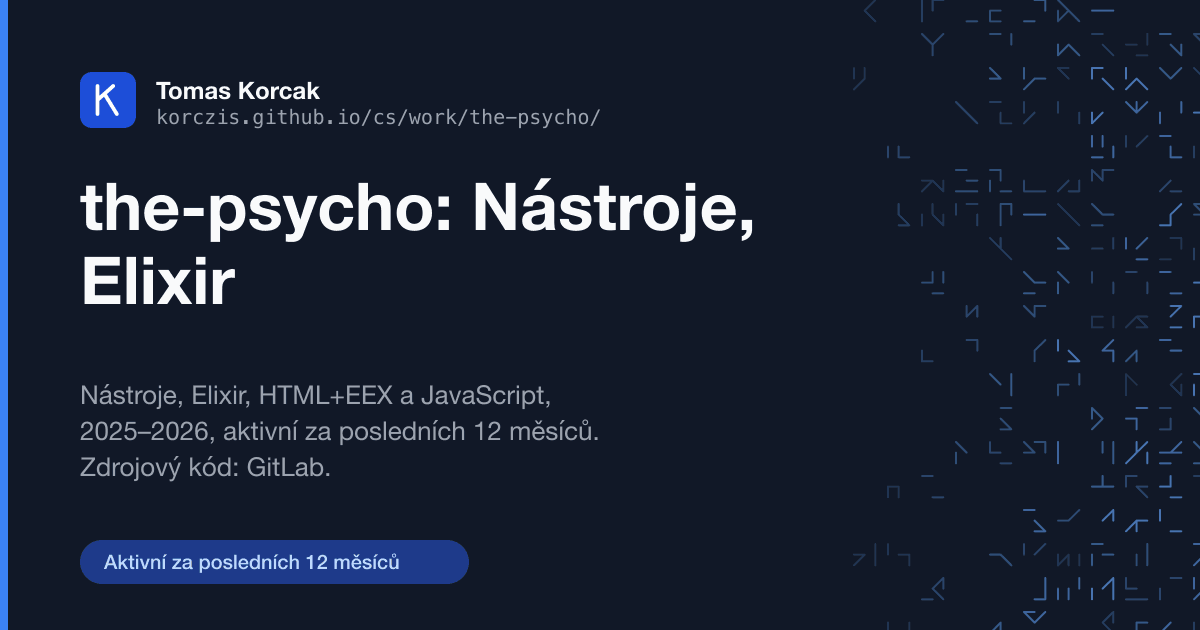 K
Tomas Korcak
korczis.github.io/cs/work/the-psycho/
the-psycho: Nástroje,
Elixir
Nástroje, Elixir, HTML+EEX a JavaScript,
2025–2026, aktivní za posledních 12 měsíců.
Zdrojový kód: GitLab.
Aktivní za posledních 12 měsíců